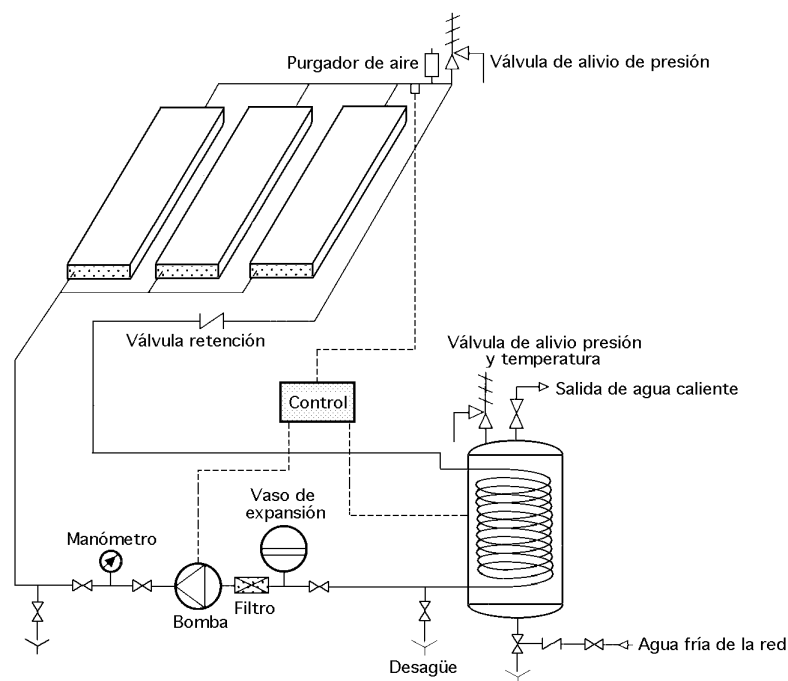 Purgador de aire
Válvula de alivio de presión
Válvula retención
Válvula de alivio presión
y temperatura
Salida de agua caliente
Control
Vaso de
expansión
Manómetro
Bomba
Filtro
Desagüe
Agua fría de la red